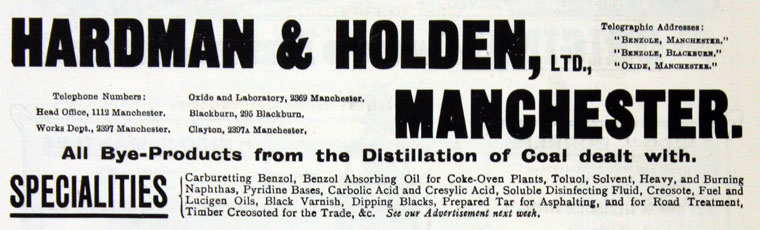 HARDMAN & HOLDEN, LTD.,
Telegraphic Addresses:
"BENZOLE, MANCHESTER."
"BENZOLE, BLACKBURN,"
"OXIDE, MANCHESTER."
Telephone Numbers:
Head Office, 1112 Manchester.
Works Dept., 2397 Manchester.
Oxide and Laboratory, 2369 Manchester.
Blackburn, 295 Blackburn,
Clayton, 2397A Manchester,
MANCHESTER.
All Bye-Products from the Distillation of Coal dealt with.
SPECIALITIES
Carburetting Benzol, Benzol Absorbing Oil for Coke-Oven Plants, Toluol, Solvent, Heavy, and Burning
Naphthas, Pyridine Bases, Carbolic and Cresylic Acid, Soluble Disinfecting Fluid, Creosote, Fuel and
Lucigen Oils, Black Varnish, Dipping Blacks, Prepared Tar for Asphalting, and for Road Treatment,
Timber Creosoted for the Trade, &c. See our Advertisement next week.